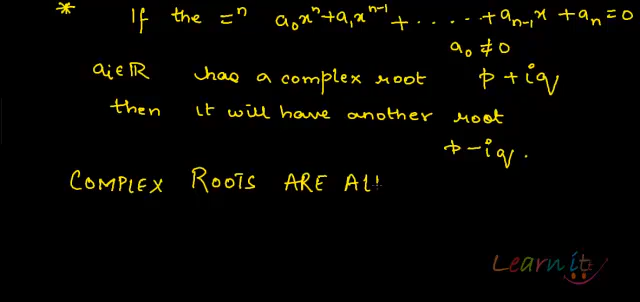 * If the =ⁿ a₀xⁿ + a₁xⁿ⁻¹ + ...... + aₙ₋₁x + aₙ = 0
a₀ ≠ 0
aᵢ ∈ ℝ has a complex root p + iq
then it will have another root
p - iq.
COMPLEX ROOTS ARE
Learnit